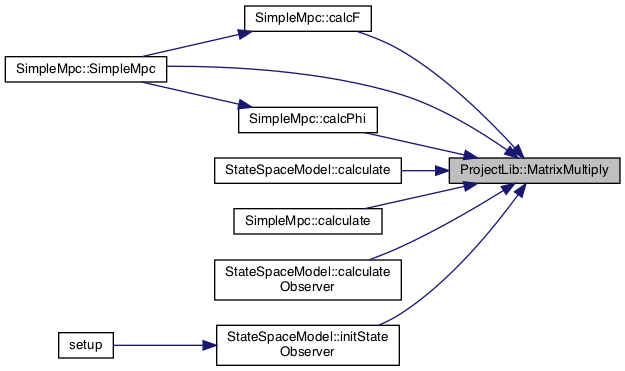 SimpleMpc::calcF
SimpleMpc::SimpleMpc
SimpleMpc::calcPhi
StateSpaceModel::calculate
ProjectLib::MatrixMultiply
SimpleMpc::calculate
StateSpaceModel::calculate
Observer
StateSpaceModel::initState
Observer
setup